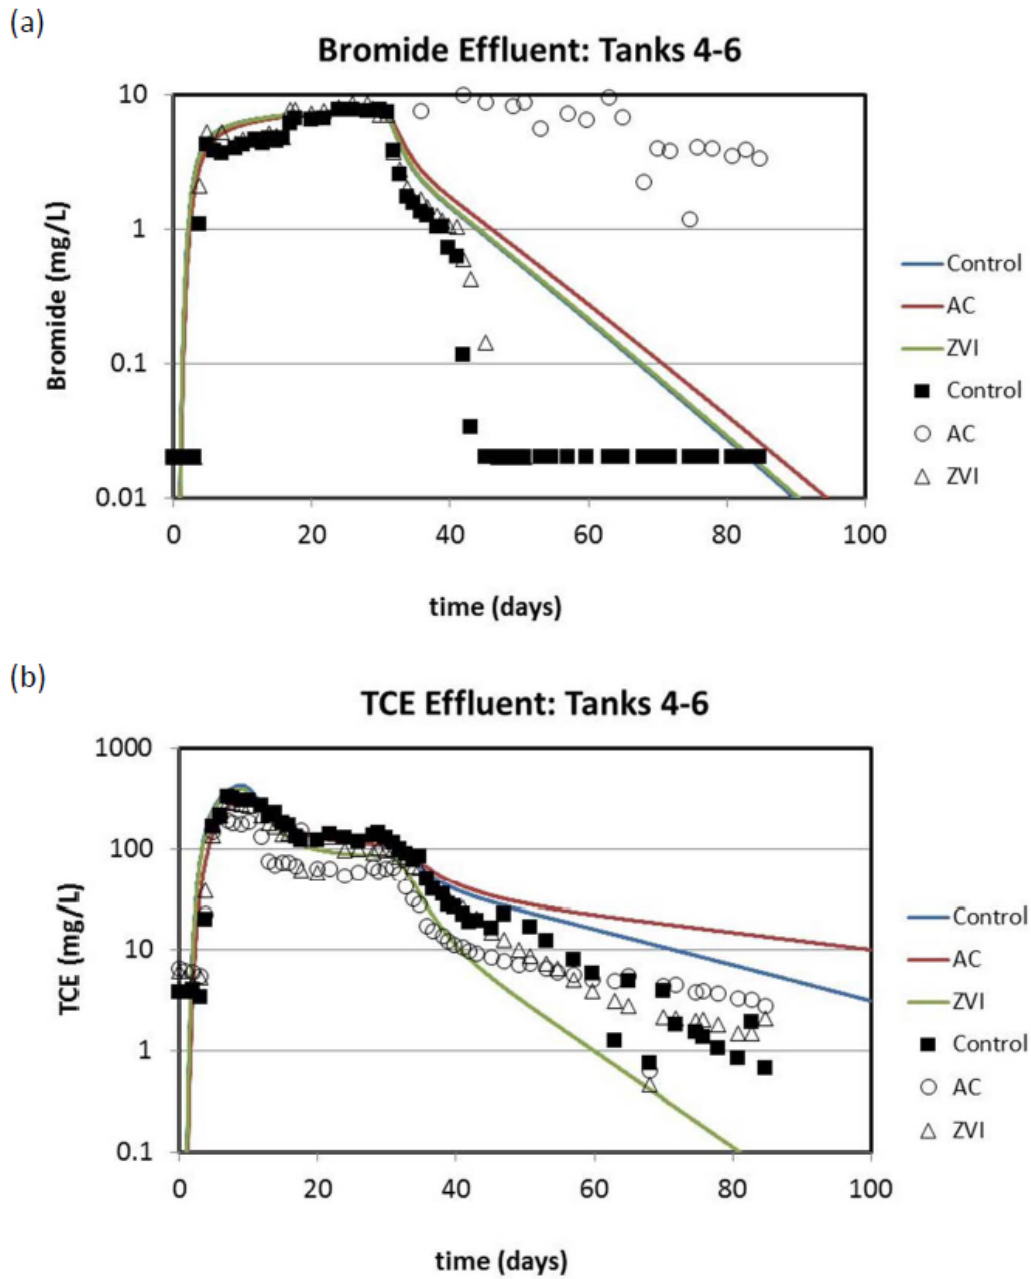 (a)
Bromide Effluent: Tanks 4-6
Bromide (mg/L)
10
1
0.1
0.01
0 20 40 60 80 100
time (days)
Control
AC
ZVI
Control
AC
ZVI
(b)
TCE Effluent: Tanks 4-6
TCE (mg/L)
1000
100
10
1
0.1
0 20 40 60 80 100
time (days)
Control
AC
ZVI
Control
AC
ZVI